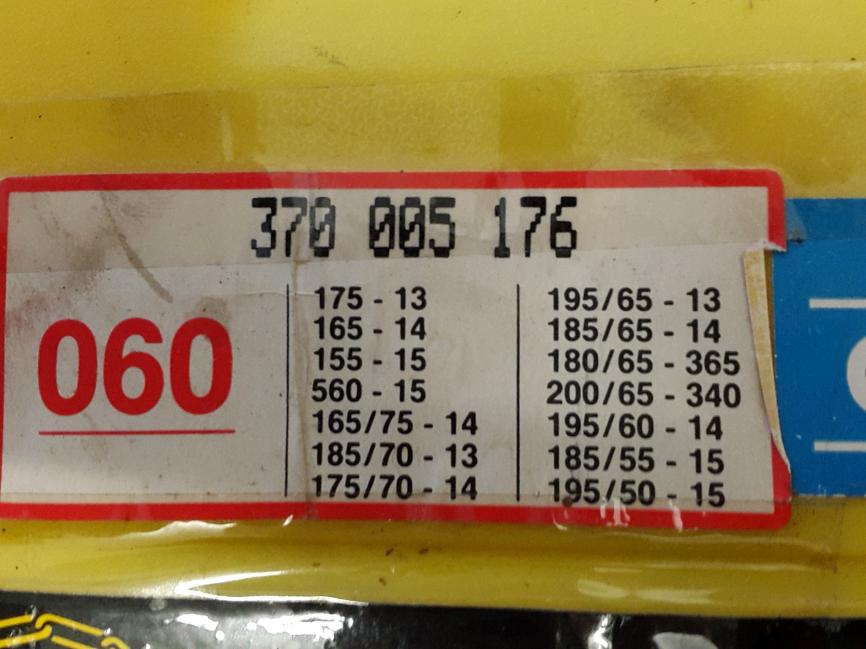 370 005 176
060
175 - 13
165 - 14
155 - 15
560 - 15
165/75 - 14
185/70 - 13
175/70 - 14
195/65 - 13
185/65 - 14
180/65 - 365
200/65 - 340
195/60 - 14
185/55 - 15
195/50 - 15